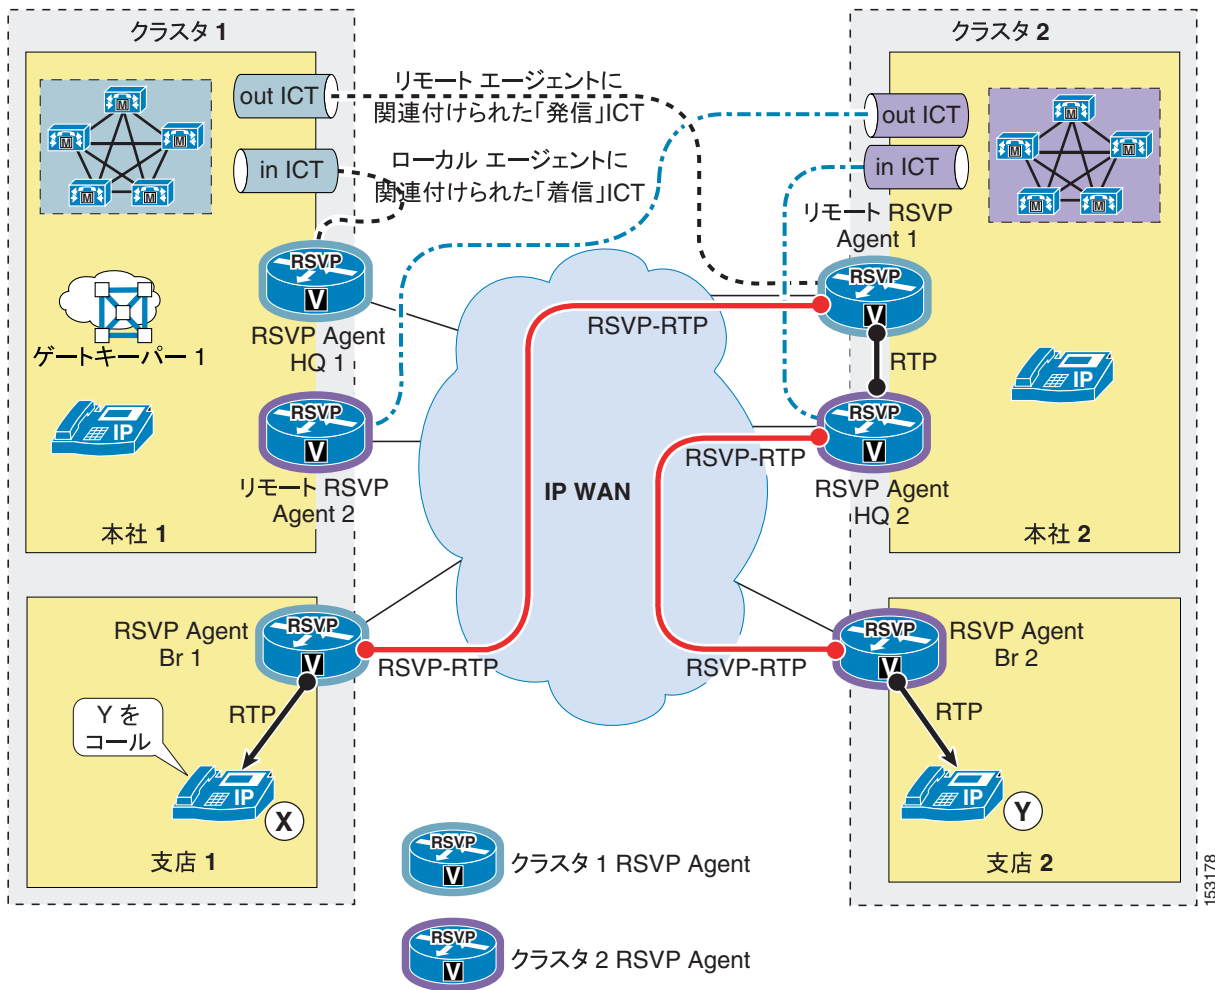 クラスタ 1
クラスタ 2
out ICT
in ICT
リモート エージェントに
関連付けられた「発信」ICT
ローカル エージェントに
関連付けられた「着信」ICT
out ICT
in ICT
M
M
M
M
M
M
M
M
M
M
リモート RSVP
Agent 1
RSVP
V
RSVP Agent
HQ 1
ゲートキーパー 1
RSVP
V
RSVP-RTP
RTP
IP
IP
RSVP
V
リモート RSVP
Agent 2
本社 1
RSVP
V
RSVP-RTP
RSVP Agent
HQ 2
本社 2
IP WAN
RSVP Agent
Br 1
RSVP
V
RSVP-RTP
RSVP-RTP
RSVP
V
RSVP Agent
Br 2
RTP
Y を
コール
IP
X
支店 1
RTP
IP
Y
支店 2
RSVP
V
クラスタ 1 RSVP Agent
RSVP
V
クラスタ 2 RSVP Agent
153178